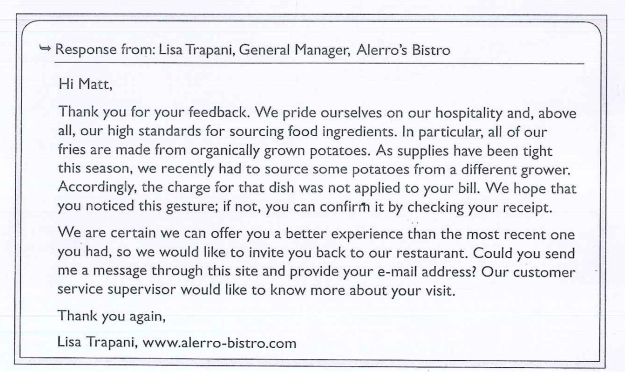 ➥ Response from: Lisa Trapani, General Manager, Alerro's Bistro
Hi Matt,
Thank you for your feedback. We pride ourselves on our hospitality and, above
all, our high standards for sourcing food ingredients. In particular, all of our
fries are made from organically grown potatoes. As supplies have been tight
this season, we recently had to source some potatoes from a different grower.
Accordingly, the charge for that dish was not applied to your bill. We hope that
you noticed this gesture; if not, you can confirm it by checking your receipt.
We are certain we can offer you a better experience than the most recent one
you had, so we would like to invite you back to our restaurant. Could you send
me a message through this site and provide your e-mail address? Our customer
service supervisor would like to know more about your visit.
Thank you again,
Lisa Trapani, www.alerro-bistro.com